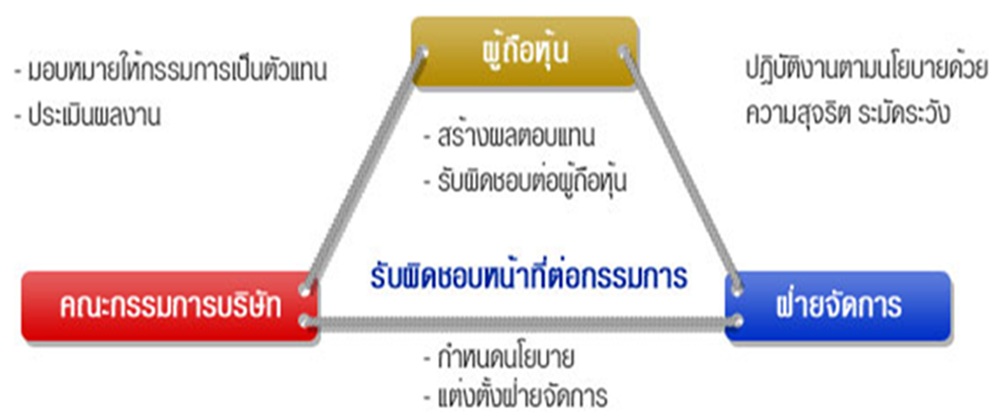 ผู้ถือหุ้น
- มอบหมายให้กรรมการเป็นตัวแทน
- ประเมินผลงาน
ปฏิบัติงานตามนโยบายด้วย
ความสุจริต ระมัดระวัง
- สร้างผลตอบแทน
- รับผิดชอบต่อผู้ถือหุ้น
รับผิดชอบหน้าที่ต่อกรรมการ
คณะกรรมการบริษัท
ฝ่ายจัดการ
- กำหนดนโยบาย
- แต่งตั้งฝ่ายจัดการ